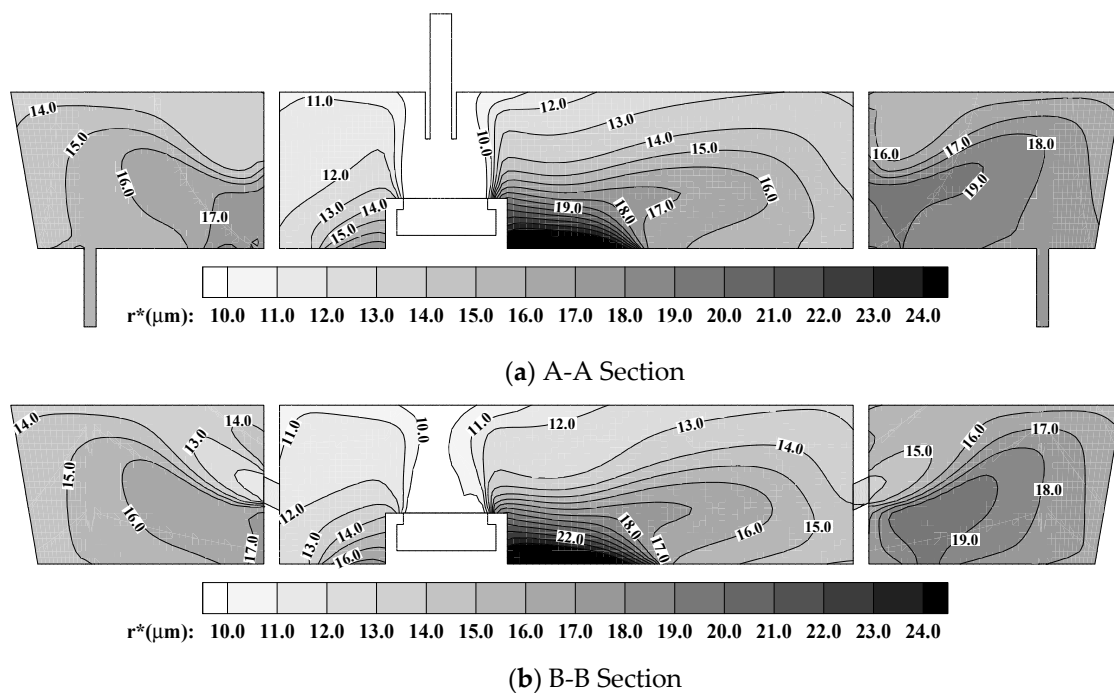 14.0 15.0 16.0 17.0 11.0 12.0 13.0 14.0 15.0 10.0 12.0 13.0 14.0 15.0 16.0 17.0 18.0 19.0 16.0 17.0 18.0 19.0
r*(μm): 10.0 11.0 12.0 13.0 14.0 15.0 16.0 17.0 18.0 19.0 20.0 21.0 22.0 23.0 24.0
(a) A-A Section
14.0 13.0 14.0 15.0 16.0 17.0 11.0 12.0 13.0 14.0 16.0 10.0 11.0 12.0 13.0 14.0 15.0 16.0 17.0 18.0 22.0 15.0 16.0 17.0 18.0 19.0
r*(μm): 10.0 11.0 12.0 13.0 14.0 15.0 16.0 17.0 18.0 19.0 20.0 21.0 22.0 23.0 24.0
(b) B-B Section